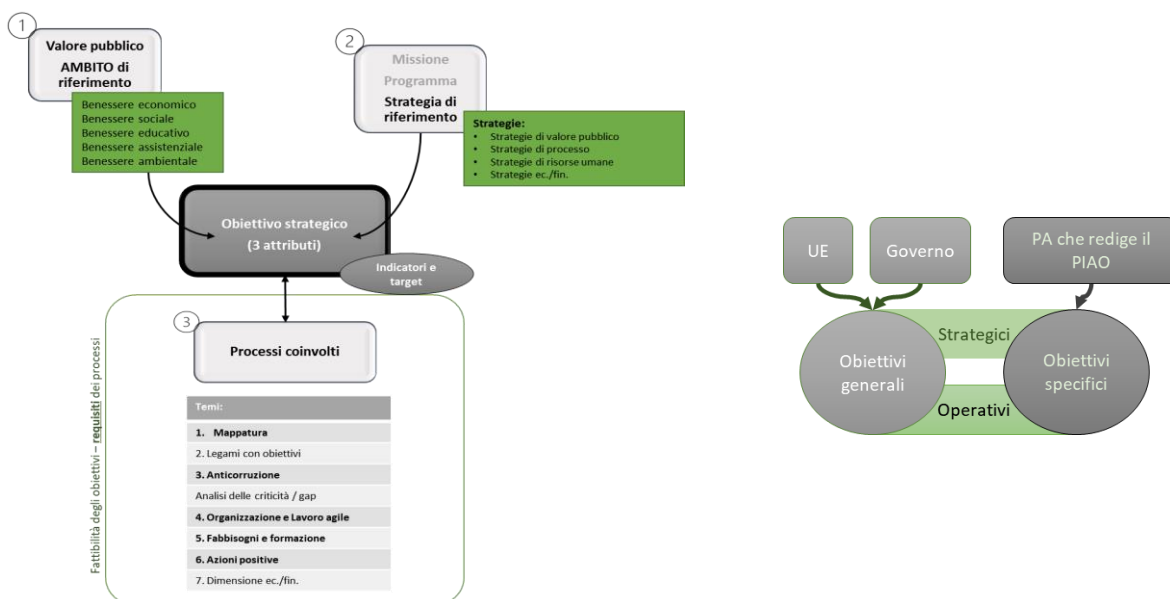 1
Valore pubblico
AMBITO di
riferimento
Benessere economico
Benessere sociale
Benessere educativo
Benessere assistenziale
Benessere ambientale
2
Missione
Programma
Strategia di
riferimento
Strategie:
• Strategie di valore pubblico
• Strategie di processo
• Strategie di risorse umane
• Strategie ec./fin.
Obiettivo strategico
(3 attributi)
Indicatori e
target
Fattibilità degli obiettivi – requisiti dei processi
3
Processi coinvolti
Temi:
1. Mappatura
2. Legami con obiettivi
3. Anticorruzione
Analisi delle criticità / gap
4. Organizzazione e Lavoro agile
5. Fabbisogni e formazione
6. Azioni positive
7. Dimensione ec./fin.
UE
Governo
PA che redige il
PIAO
Strategici
Obiettivi
generali
Obiettivi
specifici
Operativi